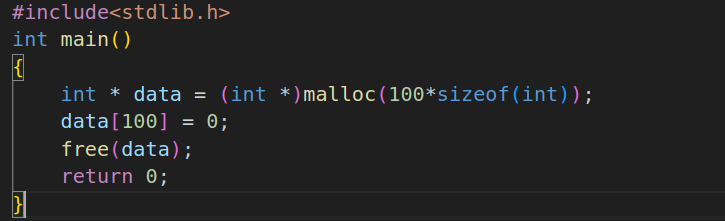 #include<stdlib.h>
int main()
{
    int * data = (int *)malloc(100*sizeof(int));
    data[100] = 0;
    free(data);
    return 0;
}